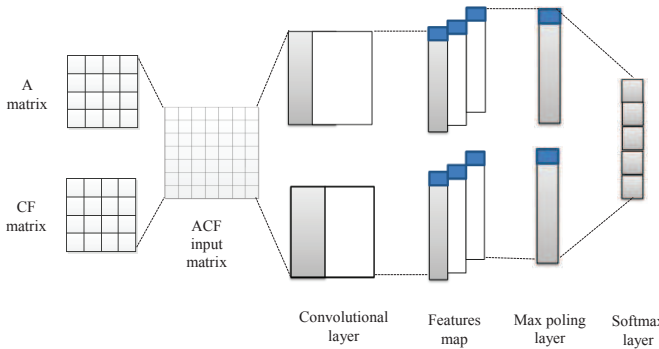 A
matrix
CF
matrix
ACF
input
matrix
Convolutional
layer
Features
map
Max poling
layer
Softmax
layer